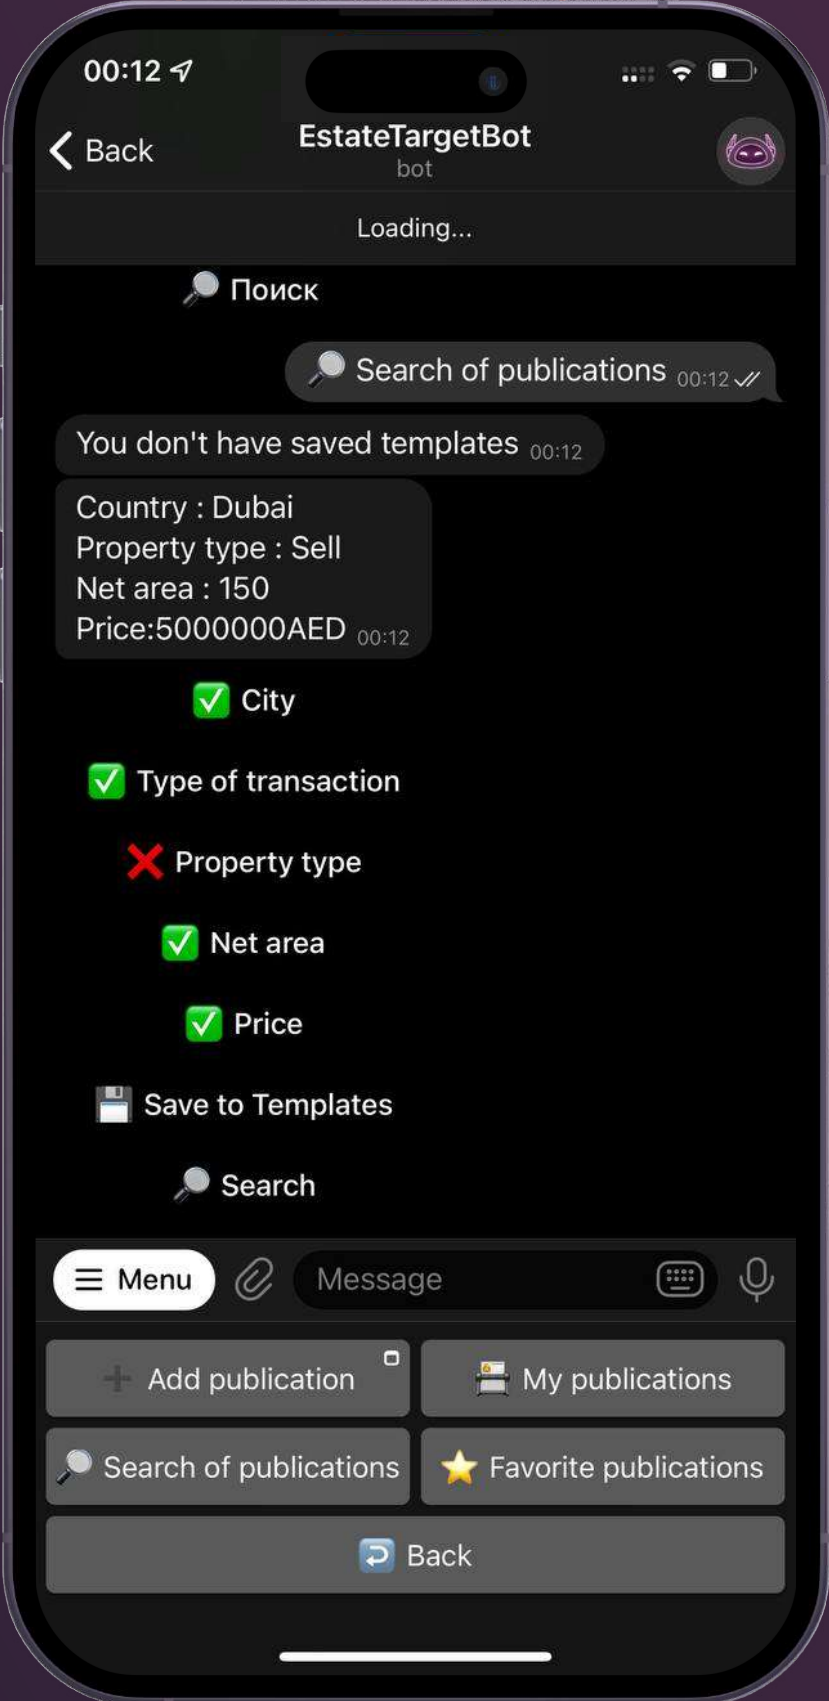 00:12
Back
EstateTargetBot
bot
Loading...
🔎 Поиск
🔎 Search of publications 00:12
You don't have saved templates 00:12
Country : Dubai
Property type : Sell
Net area : 150
Price:5000000AED 00:12
✅ City
✅ Type of transaction
❌ Property type
✅ Net area
✅ Price
💾 Save to Templates
🔎 Search
Menu
Message
➕ Add publication
📇 My publications
🔎 Search of publications
⭐ Favorite publications
↩️ Back